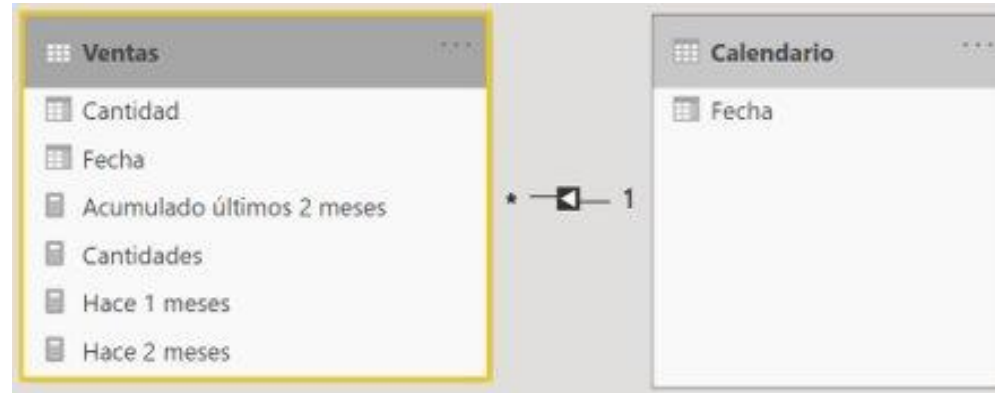 Ventas
Cantidad
Fecha
Acumulado últimos 2 meses
Cantidades
Hace 1 meses
Hace 2 meses
* 1
Calendario
Fecha